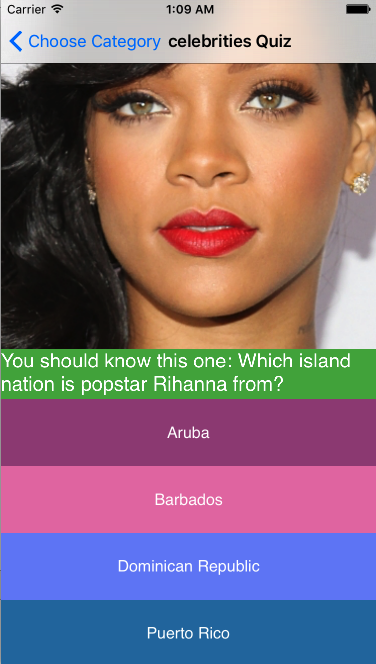 Carrier 1:09 AM
Choose Category celebrities Quiz
You should know this one: Which island
nation is popstar Rihanna from?
Aruba
Barbados
Dominican Republic
Puerto Rico